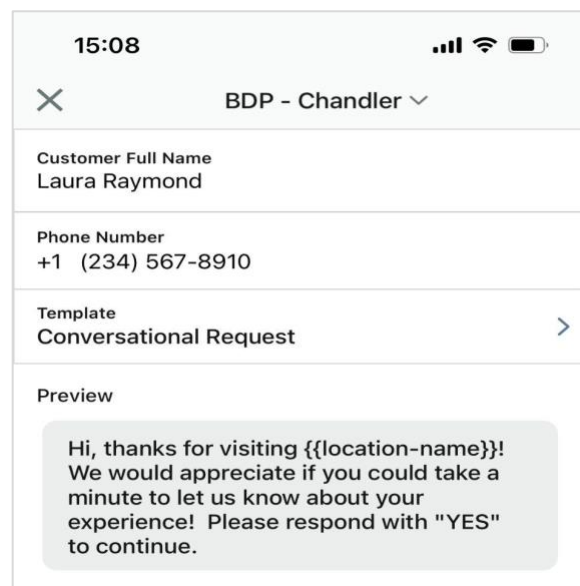 15:08
BDP - Chandler
Customer Full Name
Laura Raymond
Phone Number
+1 (234) 567-8910
Template
Conversational Request
Preview
Hi, thanks for visiting {{location-name}}!
We would appreciate if you could take a
minute to let us know about your
experience! Please respond with "YES"
to continue.